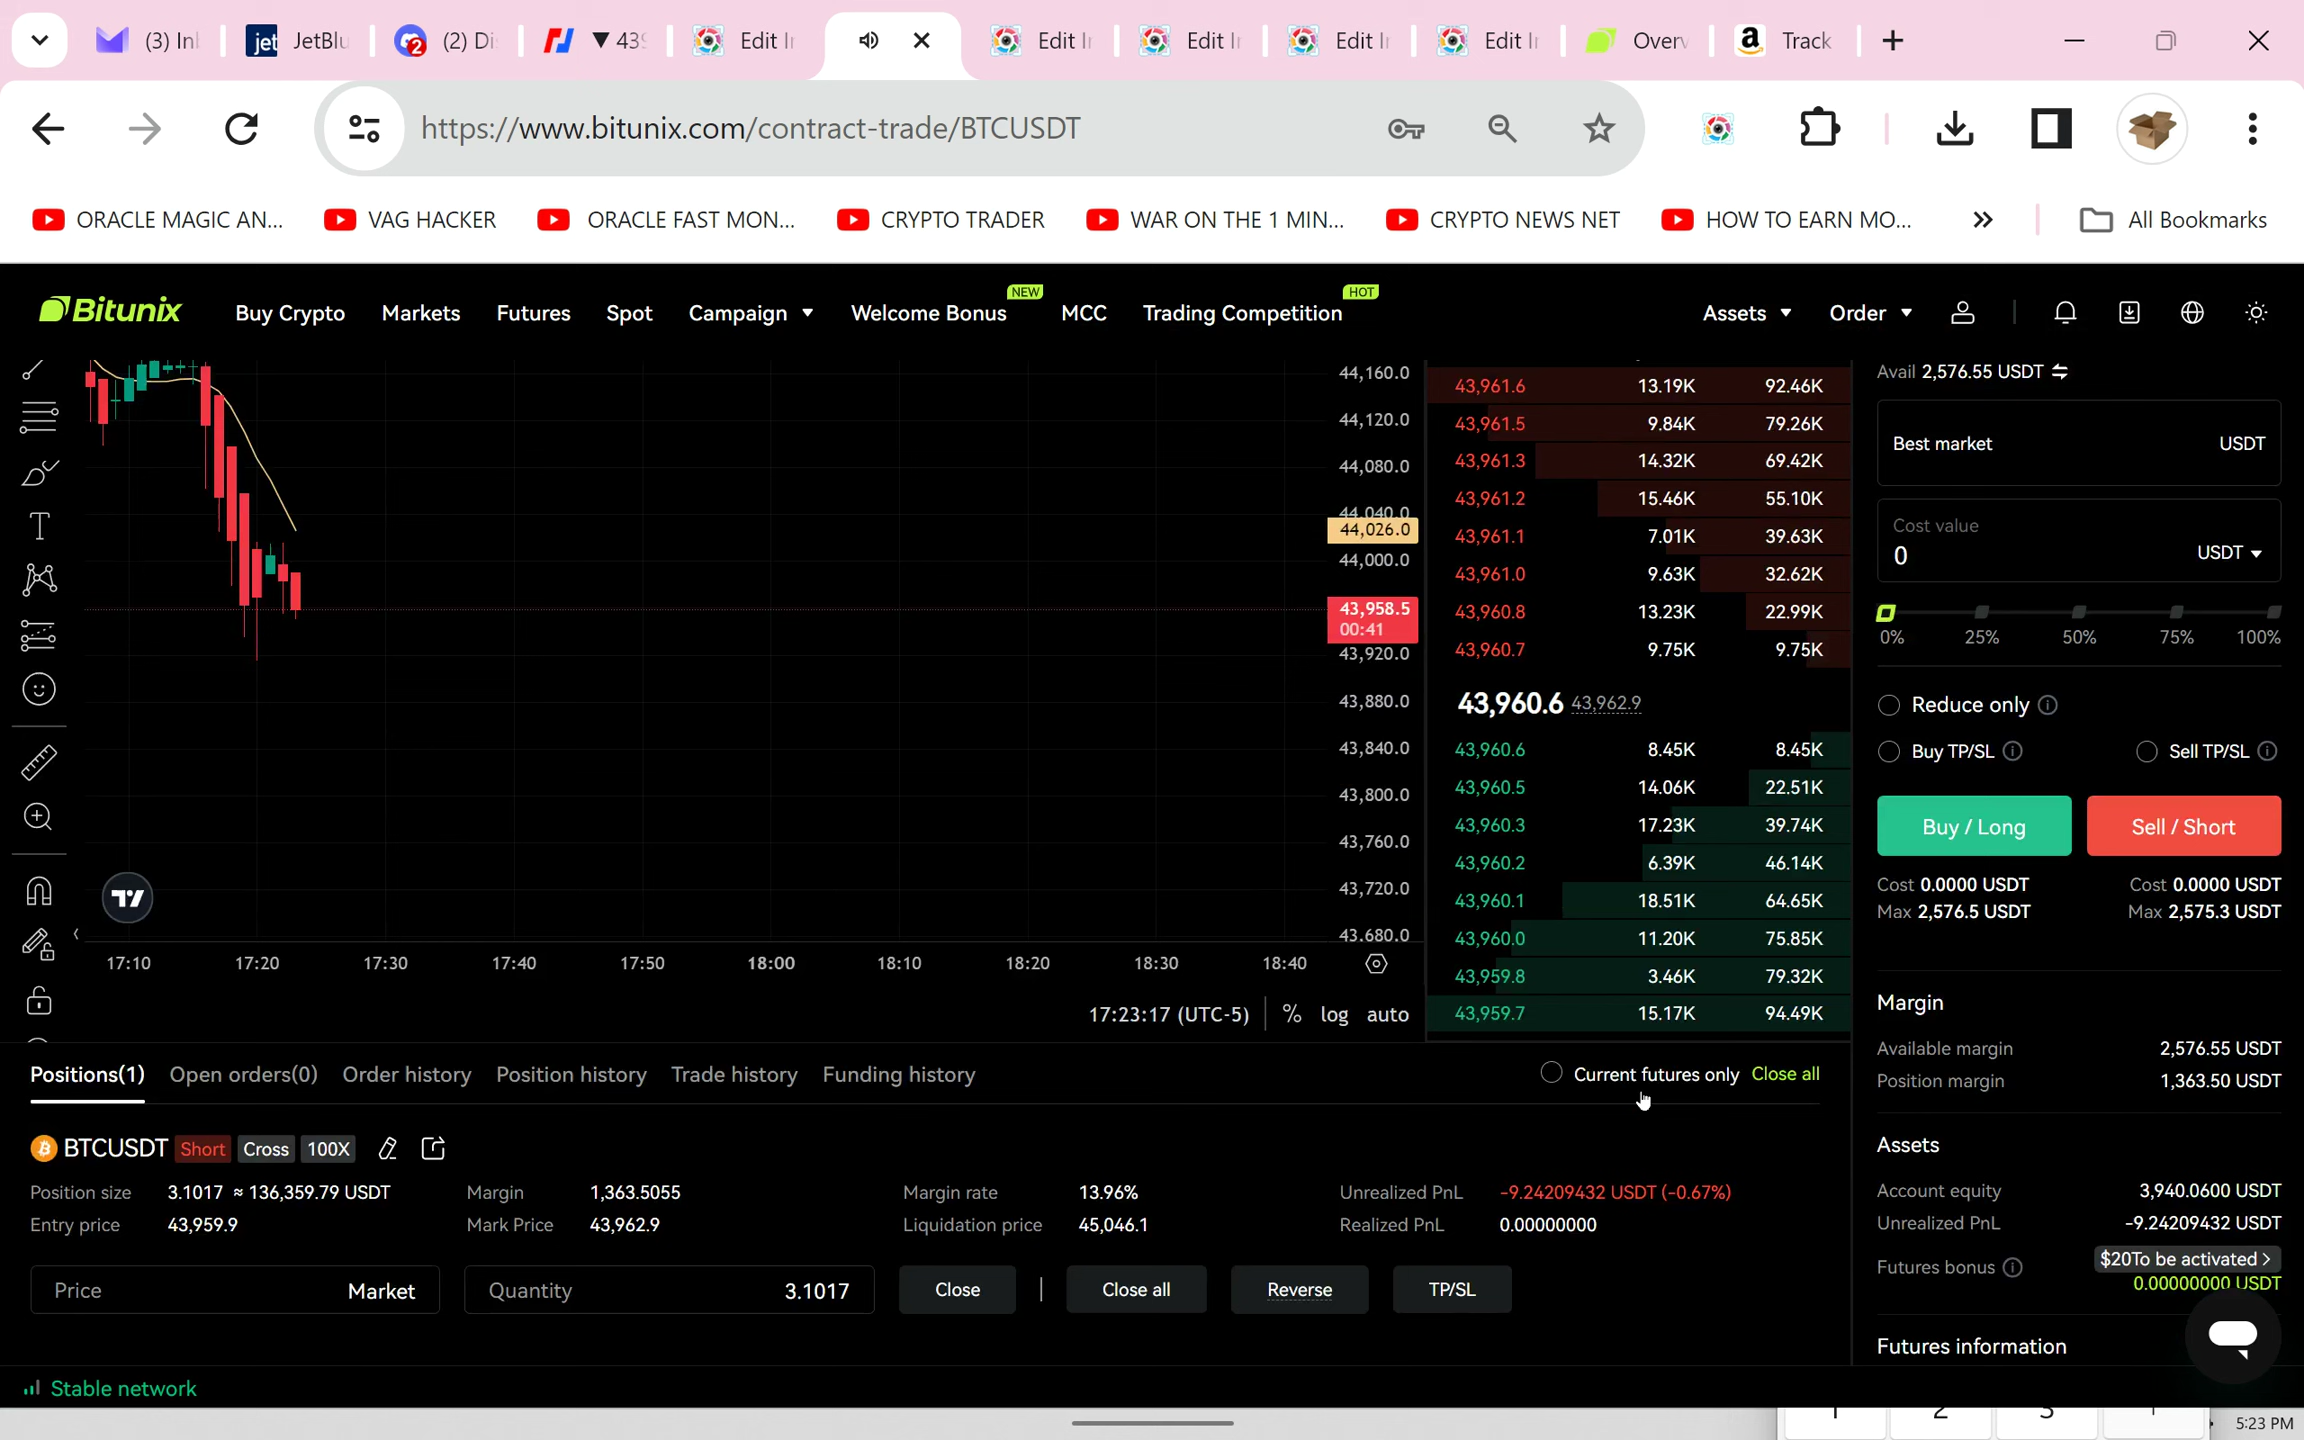 (3) In
JetBlu
2
(2) Di
▼ 43
Edit Ir
Edit Ir
Edit Ir
Edit Ir
Edit Ir
Overv
Track
https://www.bitunix.com/contract-trade/BTCUSDT
ORACLE MAGIC AN...
VAG HACKER
ORACLE FAST MON...
CRYPTO TRADER
WAR ON THE 1 MIN...
CRYPTO NEWS NET
HOW TO EARN MO...
All Bookmarks
Bitunix
Buy Crypto
Markets
Futures
Spot
Campaign
Welcome Bonus
NEW
MCC
Trading Competition
HOT
Assets
Order
44,160.0
44,120.0
44,080.0
44,040.0
44,026.0
44,000.0
43,958.5
00:41
43,920.0
43,880.0
43,840.0
43,800.0
43,760.0
43,720.0
43,680.0
17:10 17:20 17:30 17:40 17:50 18:00 18:10 18:20 18:30 18:40
17:23:17 (UTC-5) % log auto
43,961.6 13.19K 92.46K
43,961.5 9.84K 79.26K
43,961.3 14.32K 69.42K
43,961.2 15.46K 55.10K
43,961.1 7.01K 39.63K
43,961.0 9.63K 32.62K
43,960.8 13.23K 22.99K
43,960.7 9.75K 9.75K
43,960.6 43,962.9
43,960.6 8.45K 8.45K
43,960.5 14.06K 22.51K
43,960.3 17.23K 39.74K
43,960.2 6.39K 46.14K
43,960.1 18.51K 64.65K
43,960.0 11.20K 75.85K
43,959.8 3.46K 79.32K
43,959.7 15.17K 94.49K
Avail 2,576.55 USDT
Best market USDT
Cost value
0 USDT
0% 25% 50% 75% 100%
Reduce only
Buy TP/SL Sell TP/SL
Buy / Long Sell / Short
Cost 0.0000 USDT Cost 0.0000 USDT
Max 2,576.5 USDT Max 2,575.3 USDT
Margin
Available margin 2,576.55 USDT
Position margin 1,363.50 USDT
Assets
Account equity 3,940.0600 USDT
Unrealized PnL -9.24209432 USDT
Futures bonus $20To be activated >
0.00000000 USDT
Futures information
Positions(1) Open orders(0) Order history Position history Trade history Funding history
Current futures only Close all
BTCUSDT Short Cross 100X
Position size 3.1017 ≈ 136,359.79 USDT Margin 1,363.5055 Margin rate 13.96% Unrealized PnL -9.24209432 USDT (-0.67%)
Entry price 43,959.9 Mark Price 43,962.9 Liquidation price 45,046.1 Realized PnL 0.00000000
Price Market Quantity 3.1017 Close Close all Reverse TP/SL
Stable network
5:23 PM